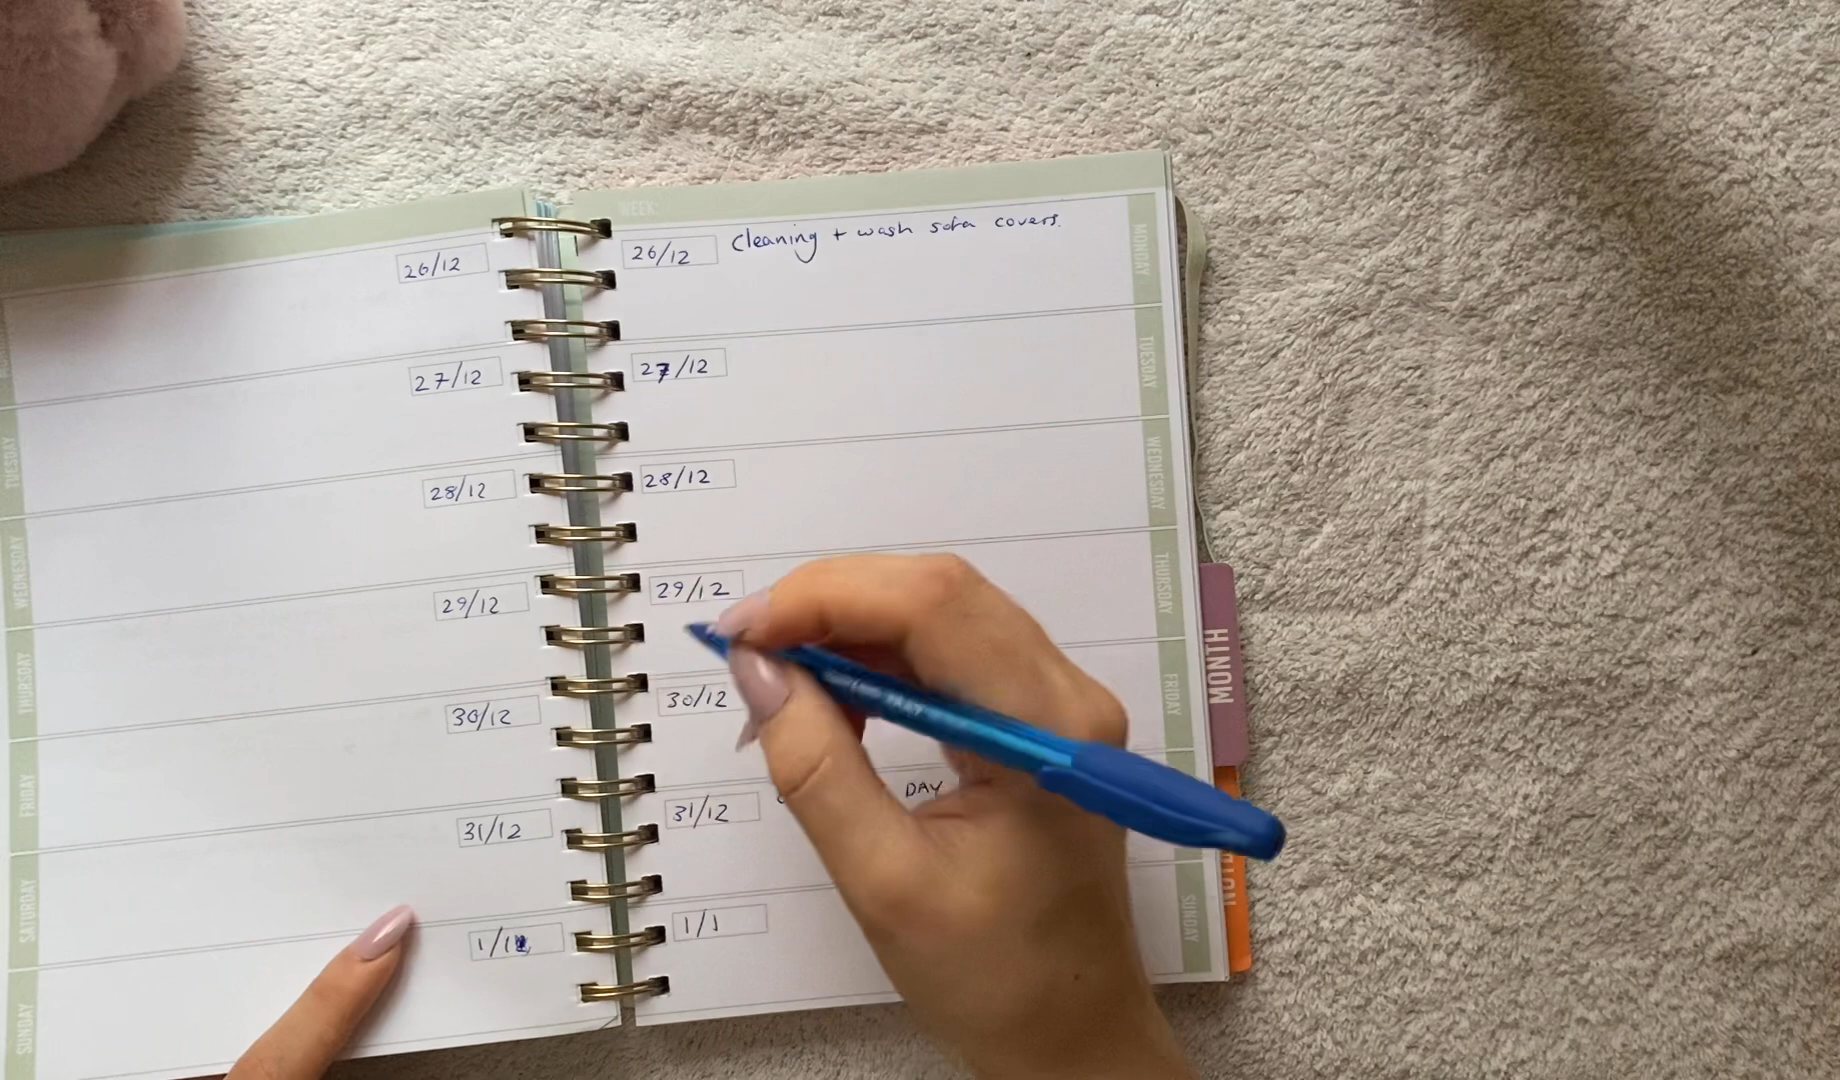 26/12
TUESDAY
27/12
WEDNESDAY
28/12
THURSDAY
29/12
FRIDAY
30/12
SATURDAY
31/12
SUNDAY
1/1
WEEK:
MONDAY
26/12 Cleaning + wash sofa covers.
TUESDAY
27/12
WEDNESDAY
28/12
THURSDAY
29/12
FRIDAY
30/12
31/12 DAY
SUNDAY
1/1
MONTH